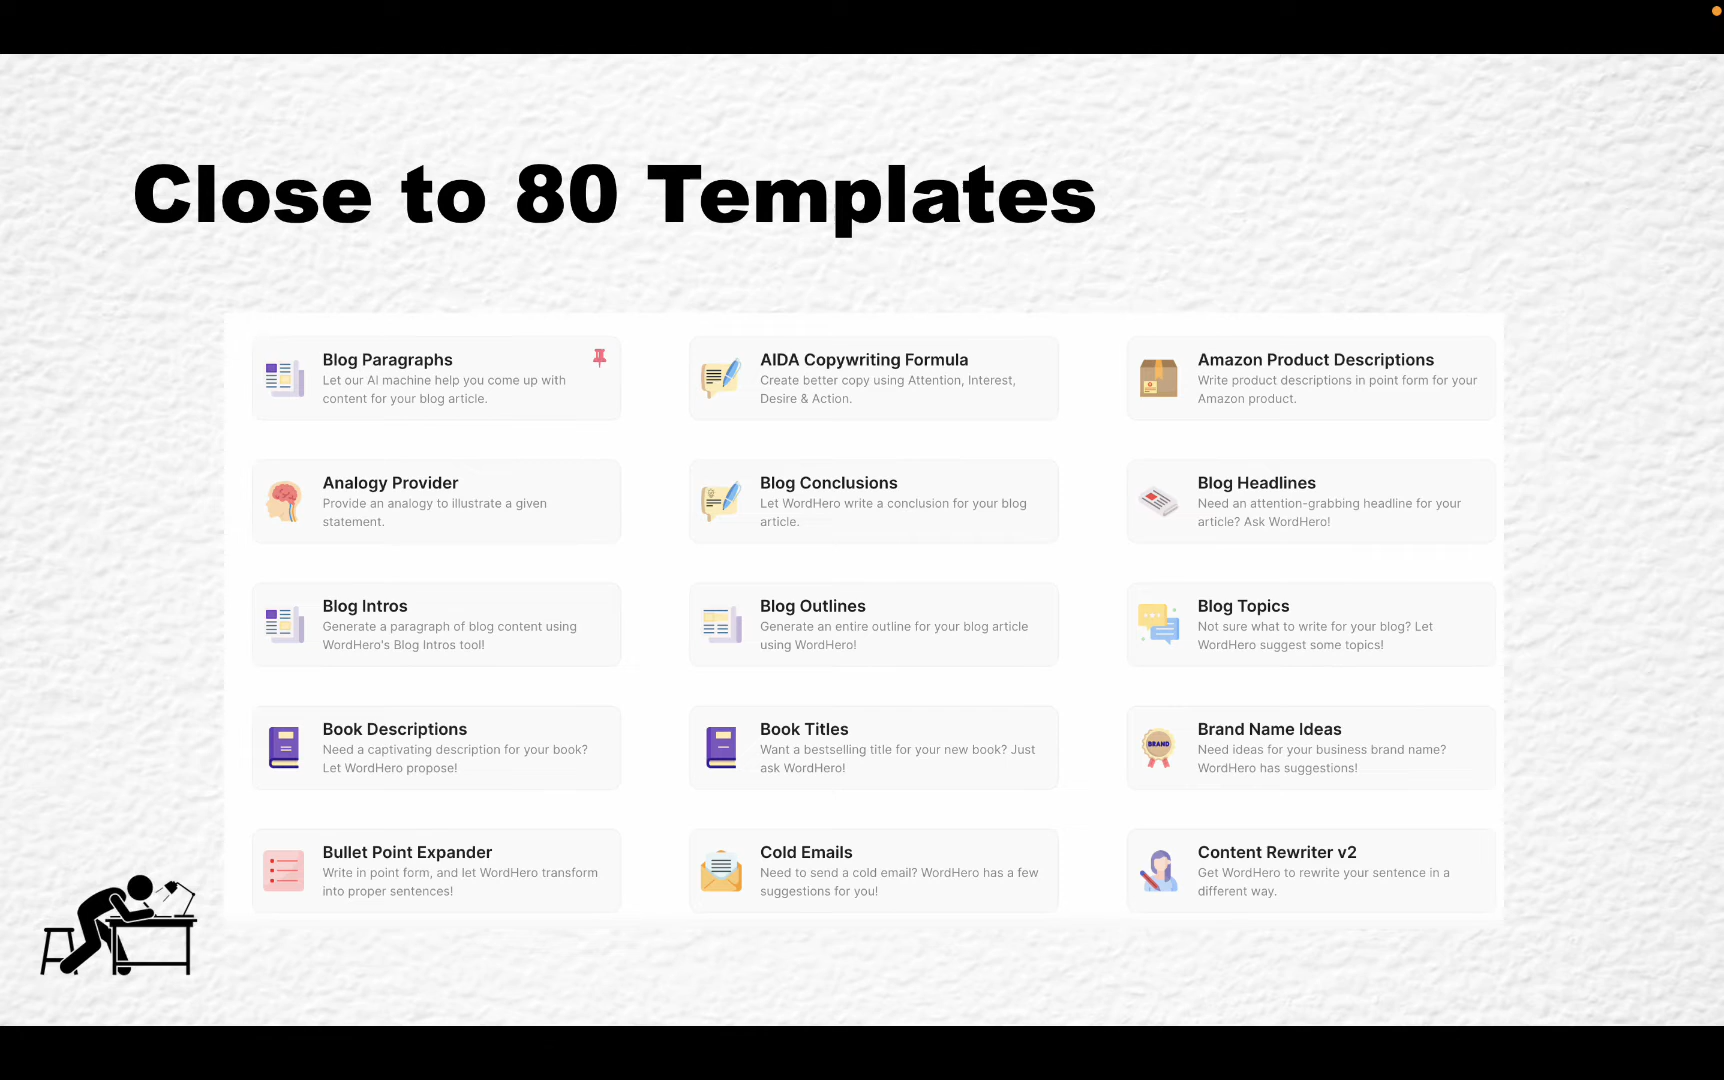 Close to 80 Templates
Blog Paragraphs
Let our AI machine help you come up with
content for your blog article.
AIDA Copywriting Formula
Create better copy using Attention, Interest,
Desire & Action.
Amazon Product Descriptions
Write product descriptions in point form for your
Amazon product.
Analogy Provider
Provide an analogy to illustrate a given
statement.
Blog Conclusions
Let WordHero write a conclusion for your blog
article.
Blog Headlines
Need an attention-grabbing headline for your
article? Ask WordHero!
Blog Intros
Generate a paragraph of blog content using
WordHero's Blog Intros tool!
Blog Outlines
Generate an entire outline for your blog article
using WordHero!
Blog Topics
Not sure what to write for your blog? Let
WordHero suggest some topics!
Book Descriptions
Need a captivating description for your book?
Let WordHero propose!
Book Titles
Want a bestselling title for your new book? Just
ask WordHero!
BRAND
Brand Name Ideas
Need ideas for your business brand name?
WordHero has suggestions!
Bullet Point Expander
Write in point form, and let WordHero transform
into proper sentences!
Cold Emails
Need to send a cold email? WordHero has a few
suggestions for you!
Content Rewriter v2
Get WordHero to rewrite your sentence in a
different way.